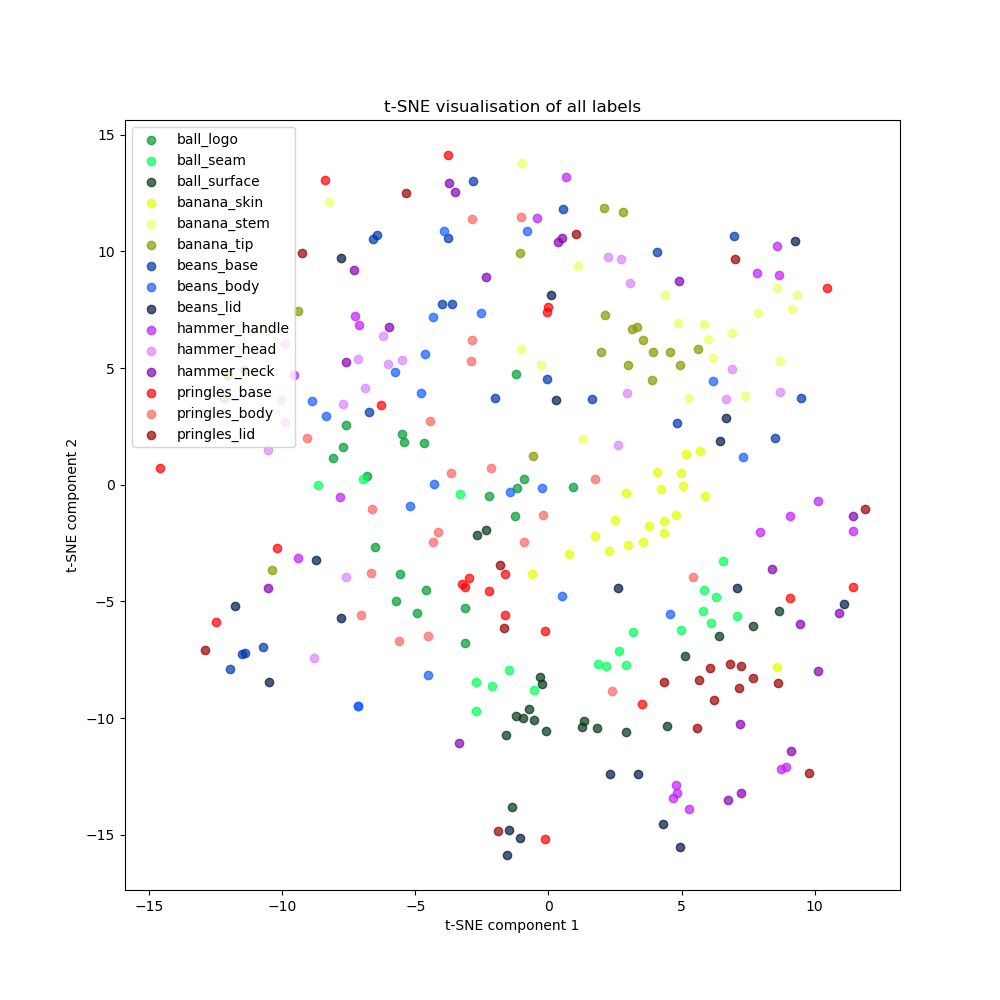 t-SNE visualisation of all labels
15
10
5
0
−5
−10
−15
t-SNE component 2
ball_logo
ball_seam
ball_surface
banana_skin
banana_stem
banana_tip
beans_base
beans_body
beans_lid
hammer_handle
hammer_head
hammer_neck
pringles_base
pringles_body
pringles_lid
−15 −10 −5 0 5 10
t-SNE component 1